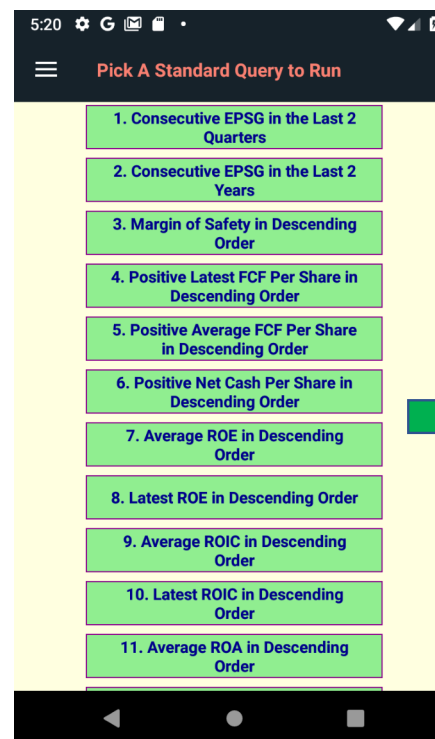 5:20
Pick A Standard Query to Run
1. Consecutive EPSG in the Last 2
Quarters
2. Consecutive EPSG in the Last 2
Years
3. Margin of Safety in Descending
Order
4. Positive Latest FCF Per Share in
Descending Order
5. Positive Average FCF Per Share
in Descending Order
6. Positive Net Cash Per Share in
Descending Order
7. Average ROE in Descending
Order
8. Latest ROE in Descending Order
9. Average ROIC in Descending
Order
10. Latest ROIC in Descending
Order
11. Average ROA in Descending
Order